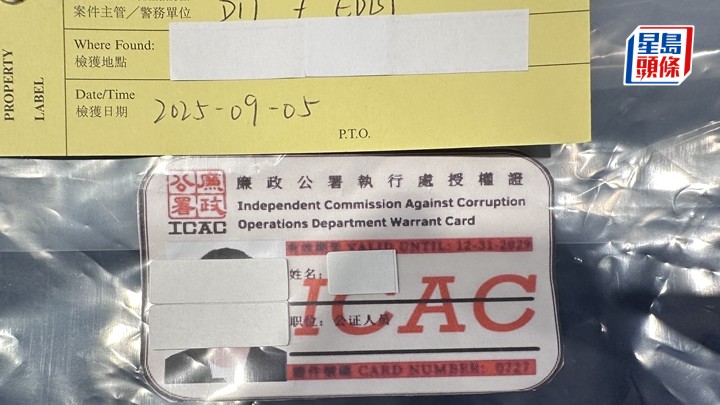 案件主管／警務單位 DIT + EDIST
Where Found:
檢獲地點
Date/Time
檢獲日期 2025-09-05
P.T.O.
PROPERTY
LABEL
星島
頭條
廉政公署
ICAC
廉政公署執行處授權證
Independent Commission Against Corruption
Operations Department Warrant Card
VALID UNTIL: 12-31-2029
姓名：
ICAC
职位：公证人员
CARD NUMBER: 0727